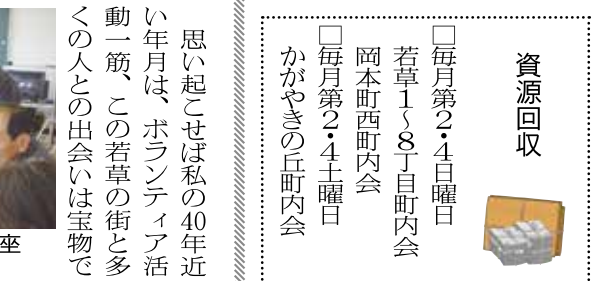 資源回収
□毎月第2・4日曜日
若草1～8丁目町内会
岡本町西町内会
□毎月第2・4土曜日
かがやきの丘町内会
思い起こせば私の40年近
い年月は、ボランティア活
動一筋、この若草の街と多
くの人との出会いは宝物で
座